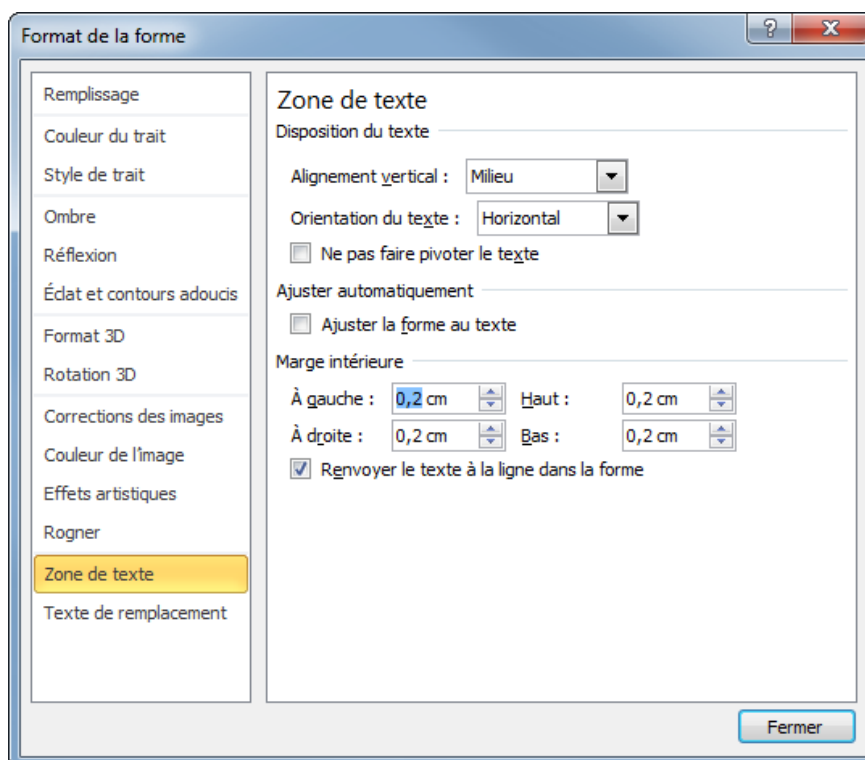 Format de la forme
Remplissage
Couleur du trait
Style de trait
Ombre
Réflexion
Éclat et contours adoucis
Format 3D
Rotation 3D
Corrections des images
Couleur de l'image
Effets artistiques
Rogner
Zone de texte
Texte de remplacement
Zone de texte
Disposition du texte
Alignement vertical : Milieu
Orientation du texte : Horizontal
Ne pas faire pivoter le texte
Ajuster automatiquement
Ajuster la forme au texte
Marge intérieure
À gauche : 0,2 cm Haut : 0,2 cm
À droite : 0,2 cm Bas : 0,2 cm
Renvoyer le texte à la ligne dans la forme
Fermer